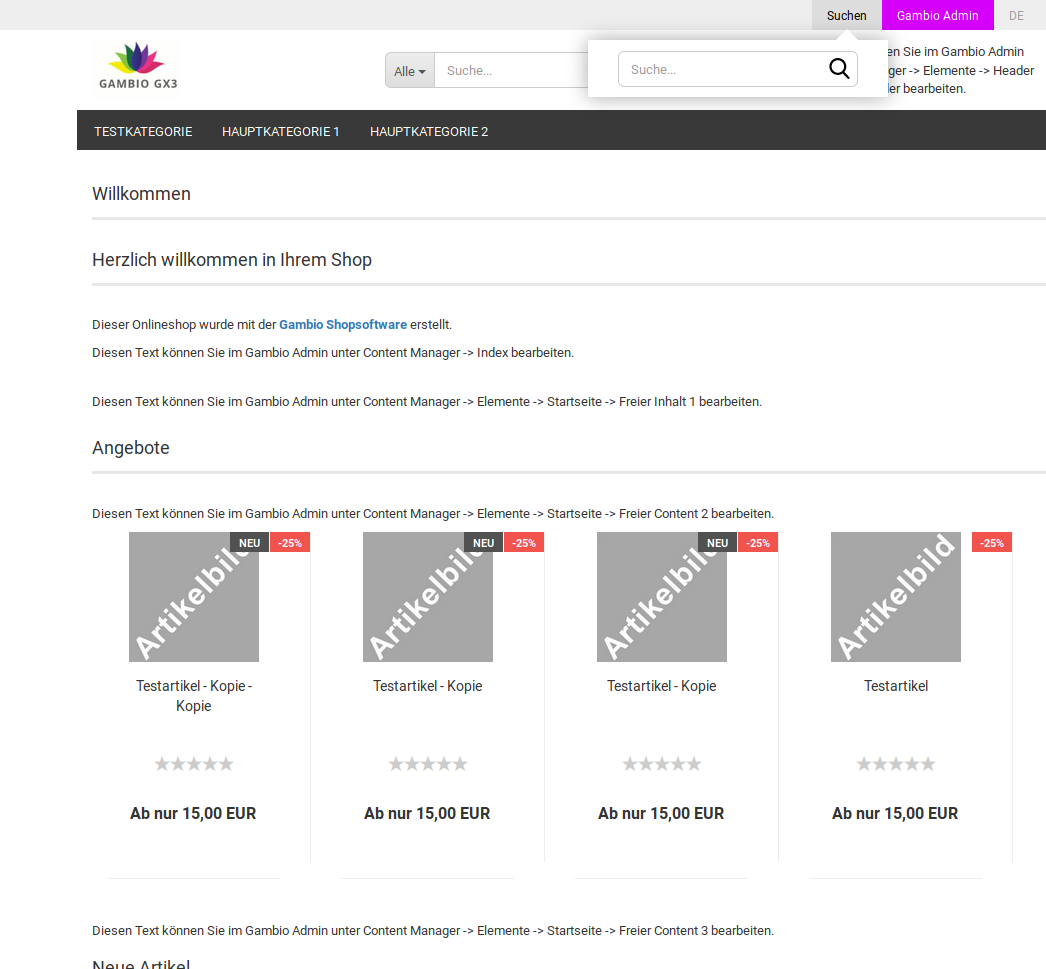 Suchen Gambio Admin DE
en Sie im Gambio Admin
ger -> Elemente -> Header
der bearbeiten.
GAMBIO GX3
Alle Suche...
Suche...
TESTKATEGORIE HAUPTKATEGORIE 1 HAUPTKATEGORIE 2
Willkommen
Herzlich willkommen in Ihrem Shop
Dieser Onlineshop wurde mit der Gambio Shopsoftware erstellt.
Diesen Text können Sie im Gambio Admin unter Content Manager -> Index bearbeiten.
Diesen Text können Sie im Gambio Admin unter Content Manager -> Elemente -> Startseite -> Freier Inhalt 1 bearbeiten.
Angebote
Diesen Text können Sie im Gambio Admin unter Content Manager -> Elemente -> Startseite -> Freier Content 2 bearbeiten.
NEU -25% NEU -25% NEU -25% -25%
Artikelbild Artikelbild Artikelbild Artikelbild
Testartikel - Kopie -
Kopie
Testartikel - Kopie
Testartikel - Kopie
Testartikel
Ab nur 15,00 EUR Ab nur 15,00 EUR Ab nur 15,00 EUR Ab nur 15,00 EUR
Diesen Text können Sie im Gambio Admin unter Content Manager -> Elemente -> Startseite -> Freier Content 3 bearbeiten.
Neue Artikel